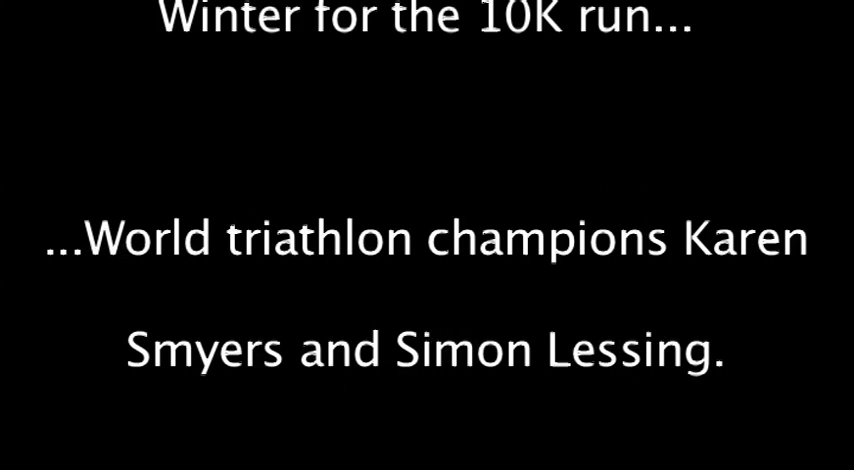 Winter for the 10K run...
...World triathlon champions Karen
Smyers and Simon Lessing.